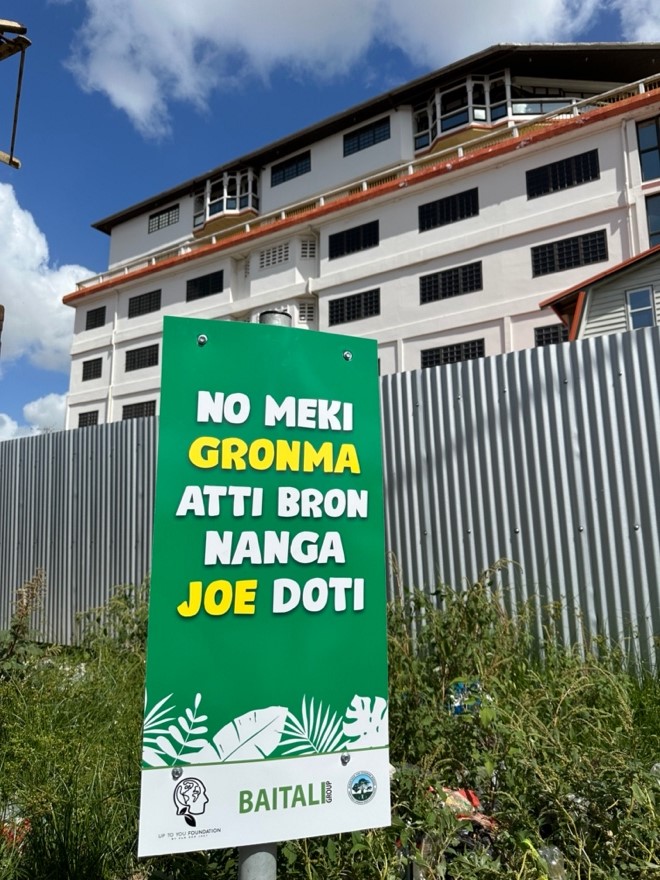 NO MEKI
GRONMA
ATTI BRON
NANGA
JOE DOTI
UP TO YOU FOUNDATION
BAITALI
GROUP